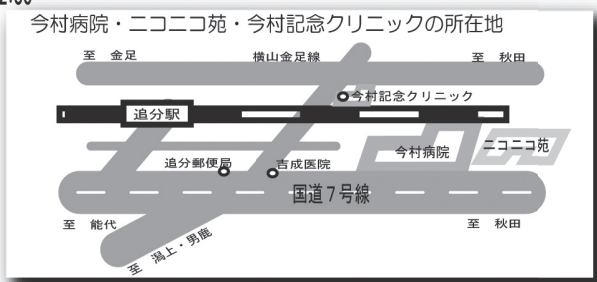 今村病院・ニコニコ苑・今村記念クリニックの所在地
至 金足
横山金足線
至 秋田
今村記念クリニック
追分駅
追分郵便局
吉成医院
今村病院
ニコニコ苑
国道7号線
至 能代
至 秋田
至 潟上・男鹿